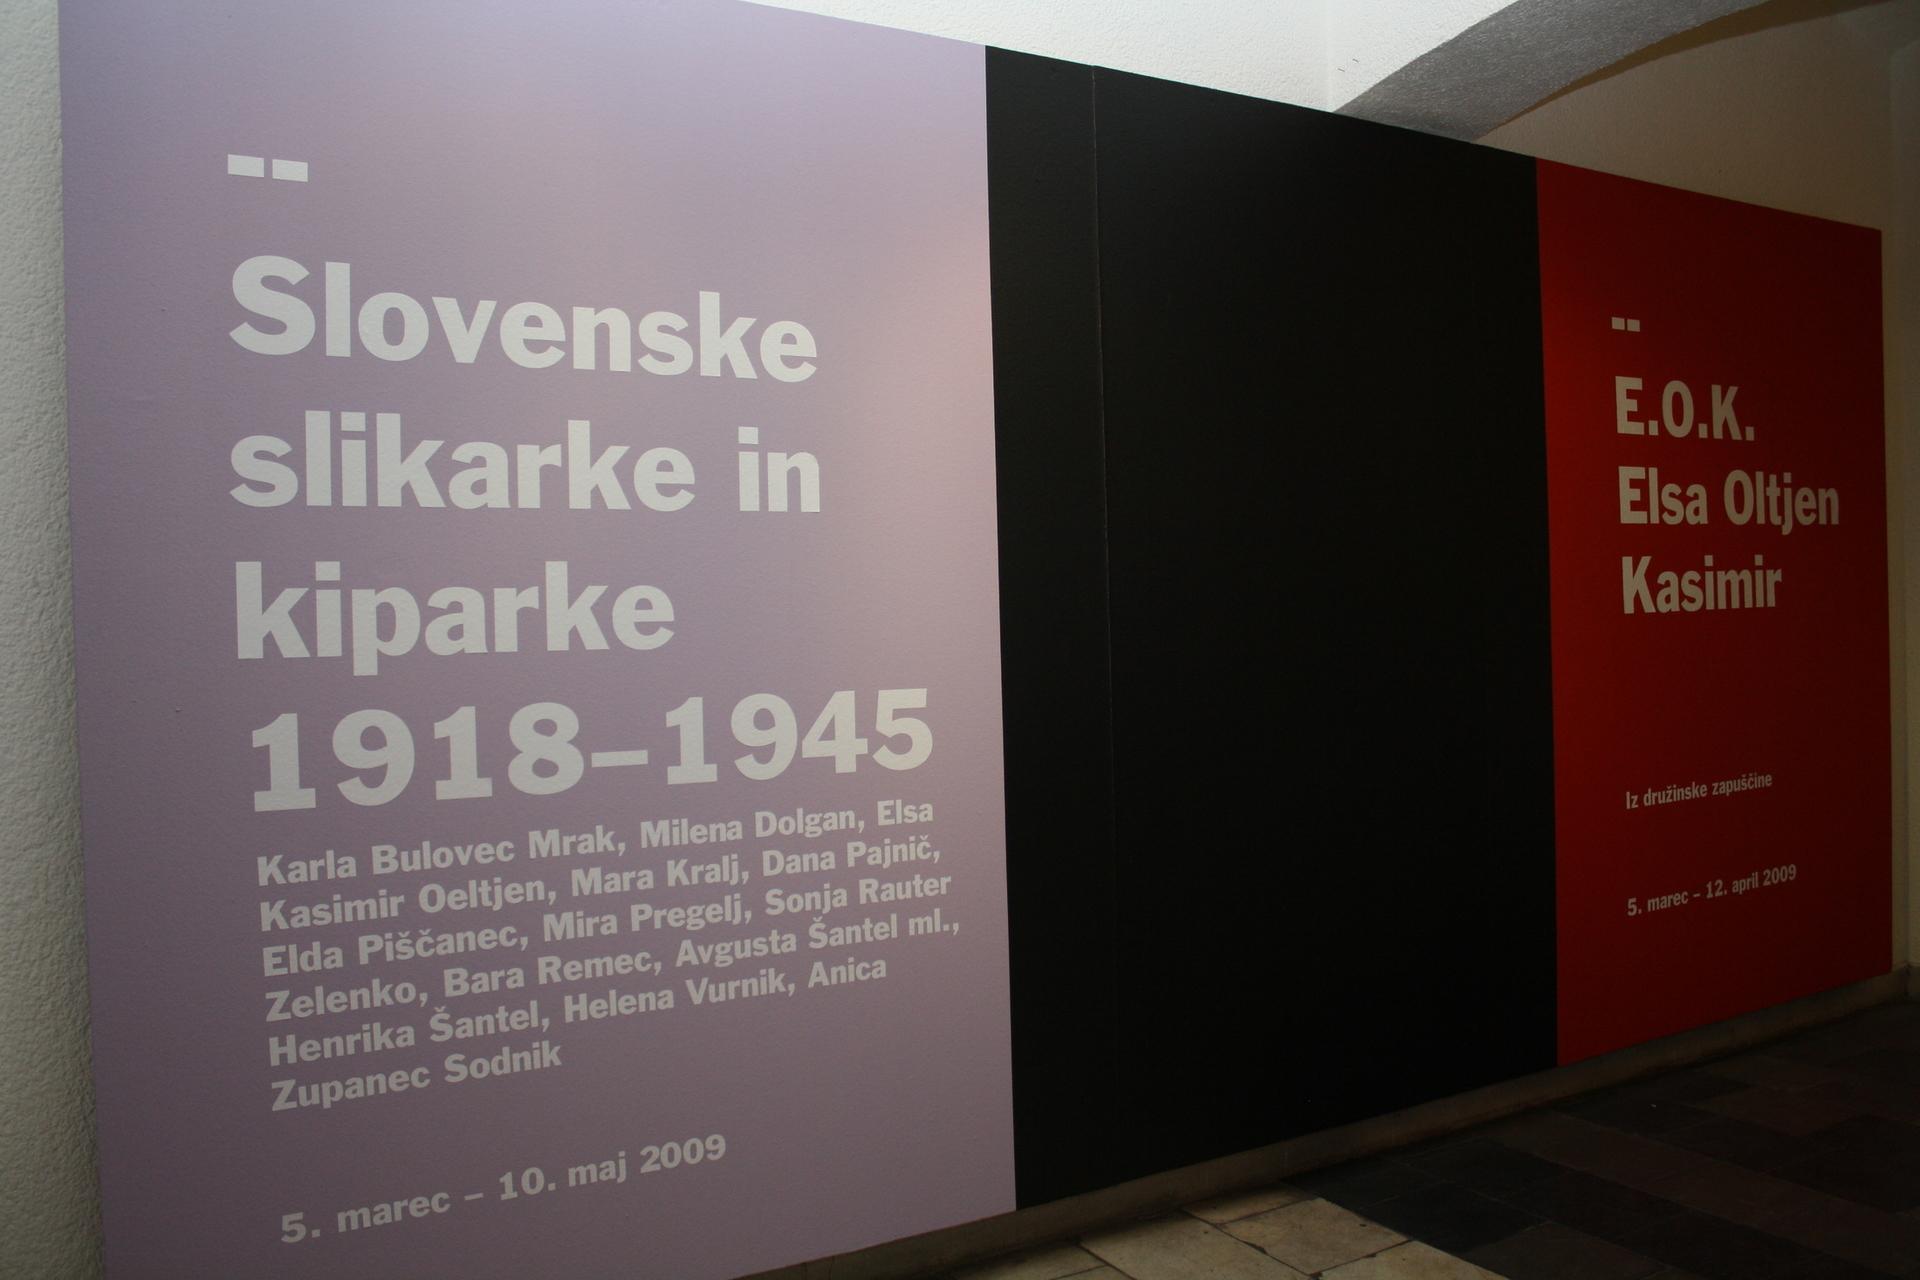 Slovenske
slikarke in
kiparke
1918–1945
Karla Bulovec Mrak, Milena Dolgan, Elsa
Kasimir Oeltjen, Mara Kralj, Dana Pajnič,
Elda Piščanec, Mira Pregelj, Sonja Rauter
Zelenko, Bara Remec, Avgusta Šantel ml.,
Henrika Šantel, Helena Vurnik, Anica
Zupanec Sodnik
5. marec – 10. maj 2009
E.O.K.
Elsa Oltjen
Kasimir
Iz družinske zapuščine
5. marec – 12. april 2009